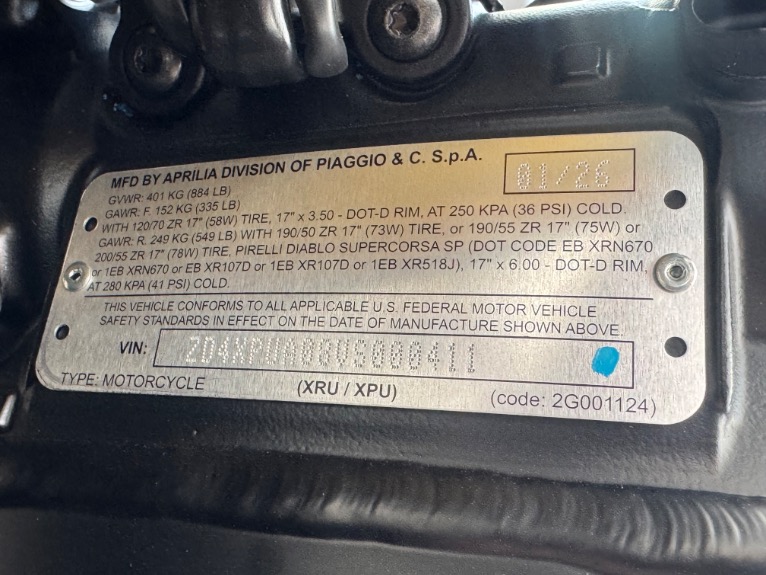 MFD BY APRILIA DIVISION OF PIAGGIO & C. S.p.A.
01/26
GVWR: 401 KG (884 LB)
GAWR: F. 152 KG (335 LB)
WITH 120/70 ZR 17" (58W) TIRE, 17" x 3.50 - DOT-D RIM, AT 250 KPA (36 PSI) COLD.
GAWR: R. 249 KG (549 LB) WITH 190/50 ZR 17" (73W) TIRE, or 190/55 ZR 17" (75W) or
200/55 ZR 17" (78W) TIRE, PIRELLI DIABLO SUPERCORSA SP (DOT CODE EB XRN670
or 1EB XRN670 or EB XR107D or 1EB XR107D or 1EB XR518J), 17" x 6.00 - DOT-D RIM,
AT 280 KPA (41 PSI) COLD.
THIS VEHICLE CONFORMS TO ALL APPLICABLE U.S. FEDERAL MOTOR VEHICLE
SAFETY STANDARDS IN EFFECT ON THE DATE OF MANUFACTURE SHOWN ABOVE.
VIN: ZD4XPUA08VS000411
TYPE: MOTORCYCLE (XRU / XPU) (code: 2G001124)